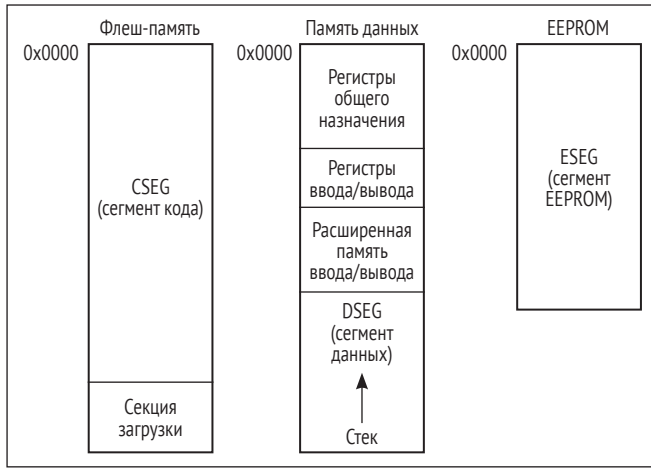 Флеш-память
0x0000
CSEG
(сегмент кода)
Секция
загрузки
Память данных
0x0000
Регистры
общего
назначения
Регистры
ввода/вывода
Расширенная
память
ввода/вывода
DSEG
(сегмент
данных)
Стек
EEPROM
0x0000
ESEG
(сегмент
EEPROM)